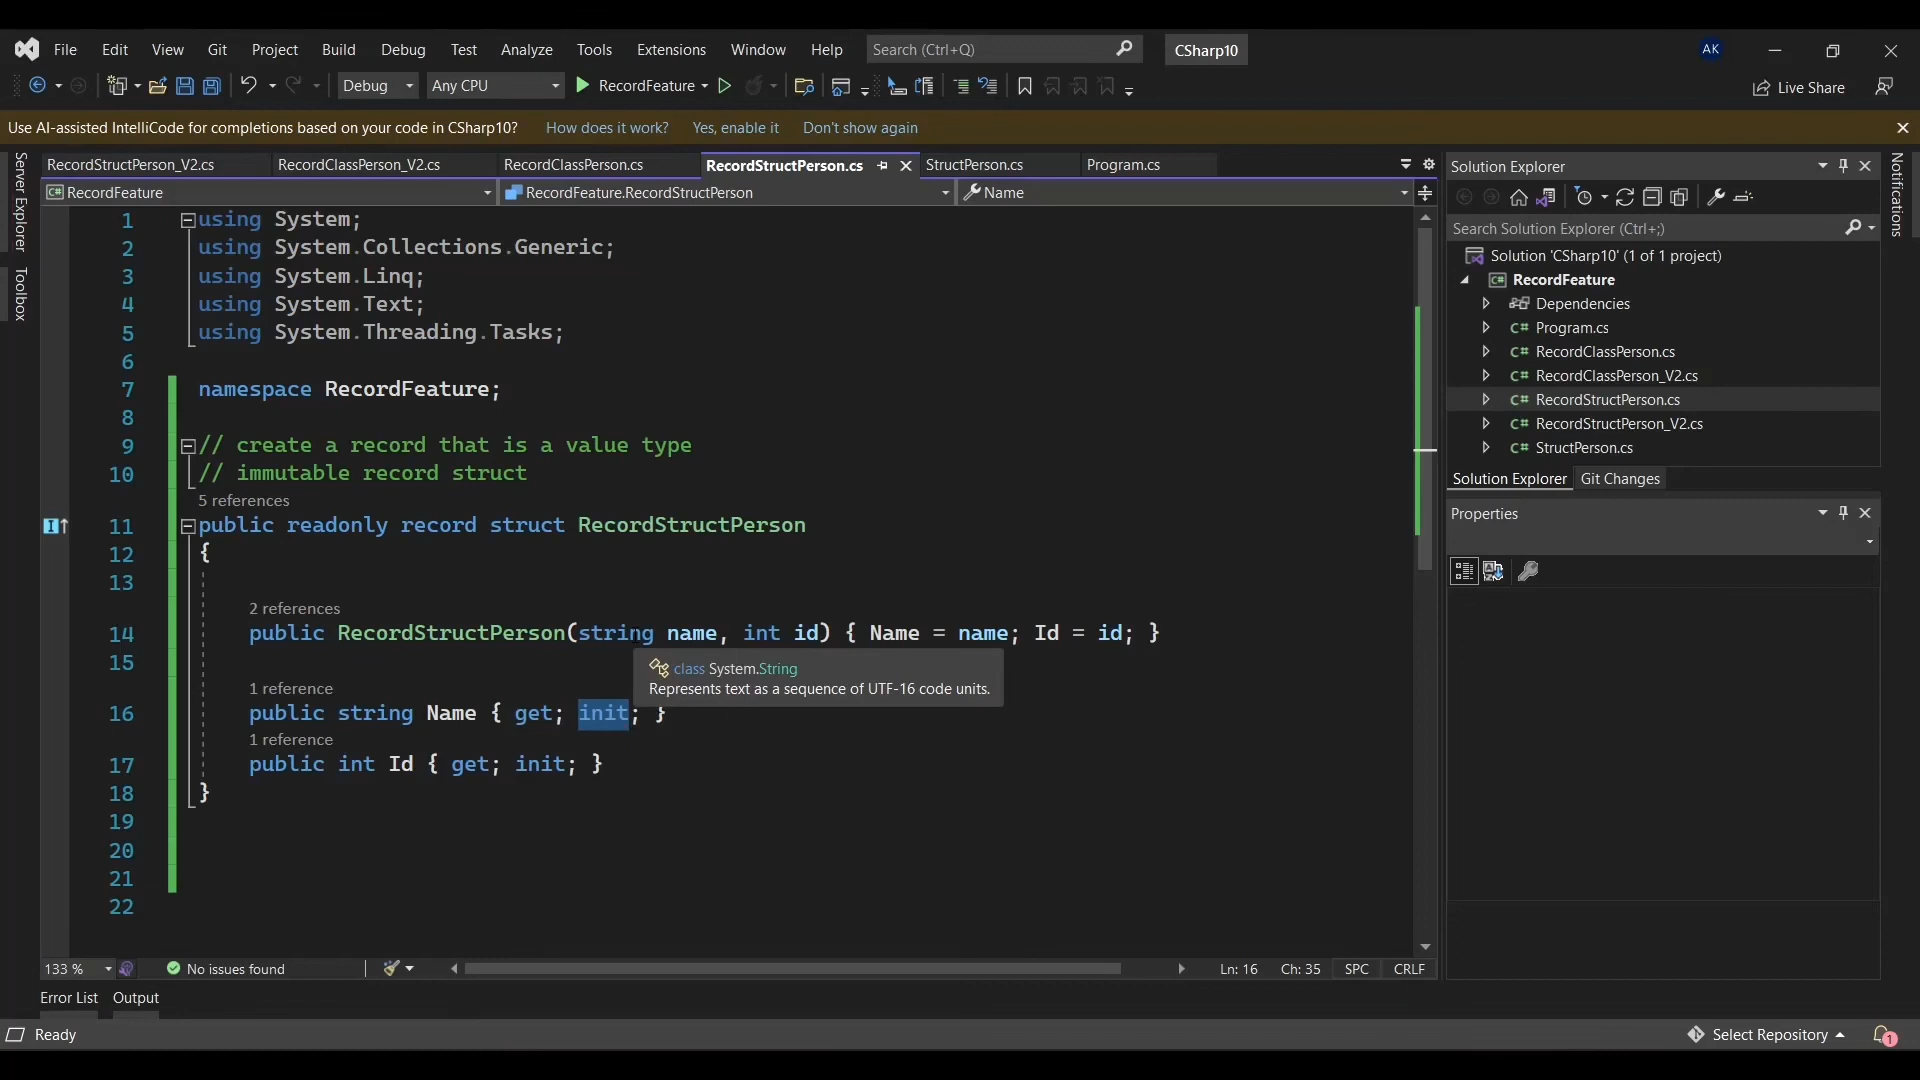 File Edit View Git Project Build Debug Test Analyze Tools Extensions Window Help Search (Ctrl+Q) CSharp10 AK
Debug Any CPU RecordFeature Live Share
Use AI-assisted IntelliCode for completions based on your code in CSharp10? How does it work? Yes, enable it Don't show again
Server Explorer
Toolbox
RecordStructPerson_V2.cs RecordClassPerson_V2.cs RecordClassPerson.cs RecordStructPerson.cs StructPerson.cs Program.cs
C# RecordFeature RecordFeature.RecordStructPerson Name
1 using System;
2 using System.Collections.Generic;
3 using System.Linq;
4 using System.Text;
5 using System.Threading.Tasks;
6
7 namespace RecordFeature;
8
9 // create a record that is a value type
10 // immutable record struct
5 references
11 public readonly record struct RecordStructPerson
12 {
13
2 references
14 public RecordStructPerson(string name, int id) { Name = name; Id = id; }
15
class System.String
Represents text as a sequence of UTF-16 code units.
1 reference
16 public string Name { get; init; }
1 reference
17 public int Id { get; init; }
18 }
19
20
21
22
133 % No issues found Ln: 16 Ch: 35 SPC CRLF
Error List Output
Solution Explorer
Search Solution Explorer (Ctrl+;)
Solution 'CSharp10' (1 of 1 project)
C# RecordFeature
Dependencies
C# Program.cs
C# RecordClassPerson.cs
C# RecordClassPerson_V2.cs
C# RecordStructPerson.cs
C# RecordStructPerson_V2.cs
C# StructPerson.cs
Solution Explorer Git Changes
Properties
Notifications
Ready Select Repository 1